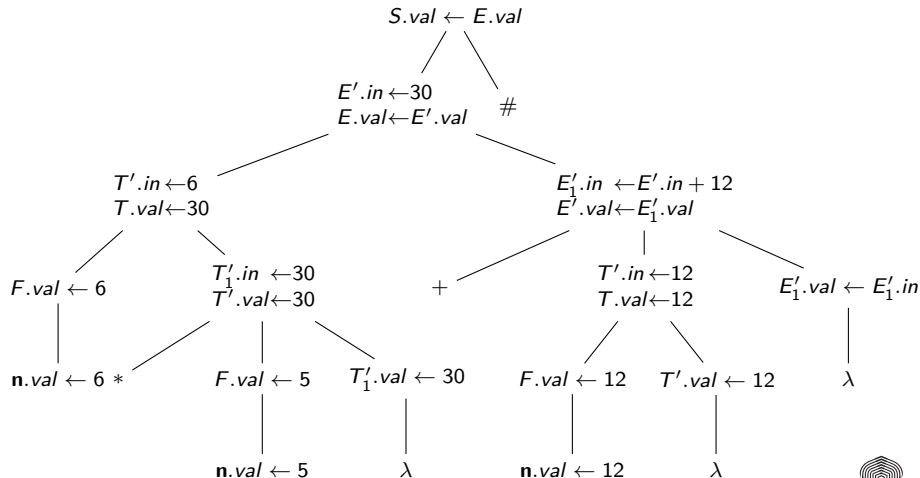 S.val ← E.val
E′.in ←30
E.val←E′.val
#
T′.in ←6
T.val←30
E′₁.in ←E′.in + 12
E′.val←E′₁.val
F.val ← 6
T′₁.in ←30
T′.val←30
+
T′.in ←12
T.val←12
E′₁.val ← E′₁.in
n.val ← 6
*
F.val ← 5
T′₁.val ← 30
F.val ← 12
T′.val ← 12
λ
n.val ← 5
λ
n.val ← 12
λ